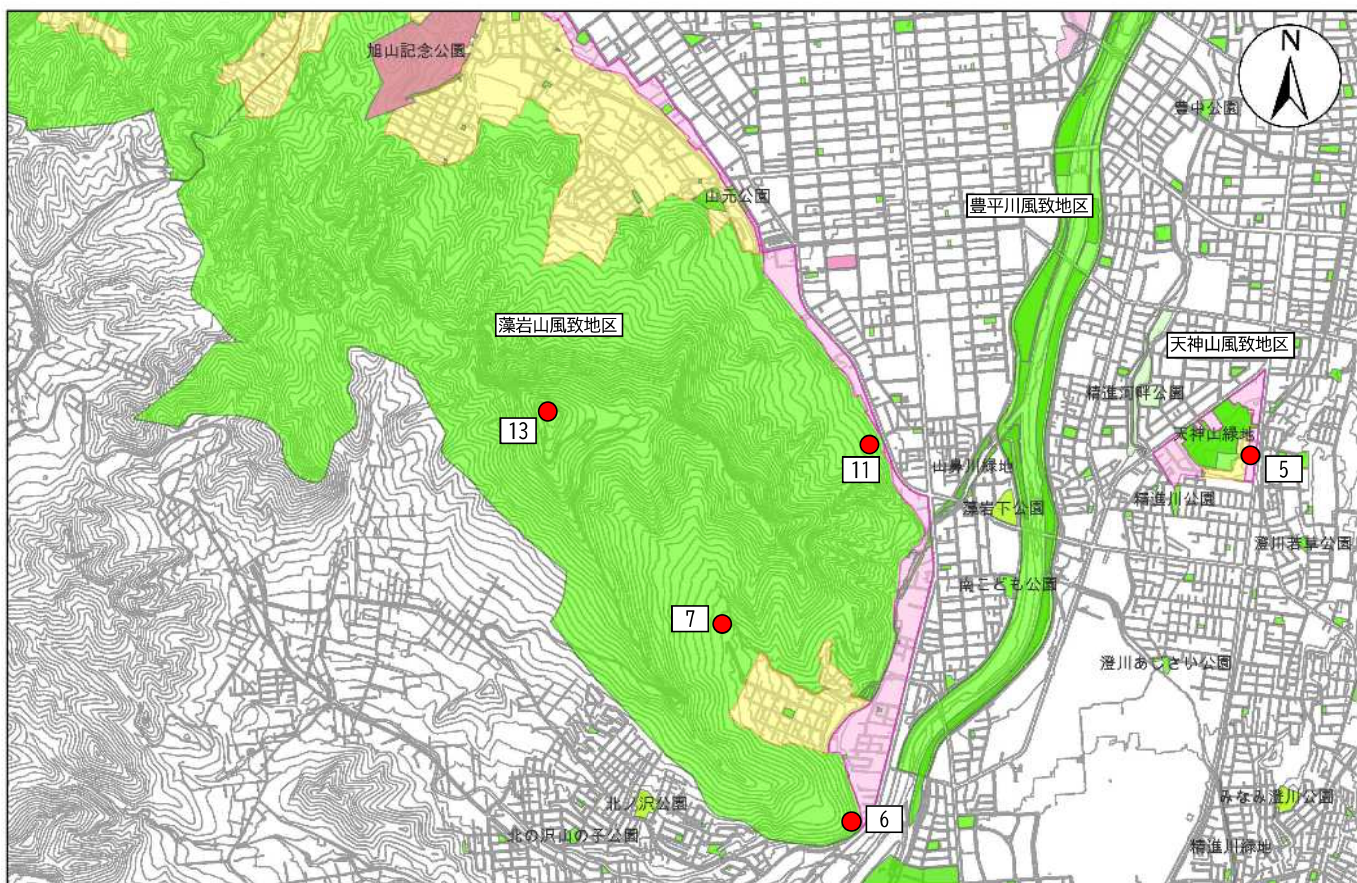 旭山記念公園
N
豊中公園
山元公園
豊平川風致地区
藻岩山風致地区
天神山風致地区
精進河畔公園
13
天神山緑地
11
山鼻川緑地
5
精進川公園
藻岩下公園
澄川若草公園
南こども公園
7
澄川あじさい公園
北ノ沢公園
みなみ澄川公園
6
北の沢山の子公園
精進川緑地